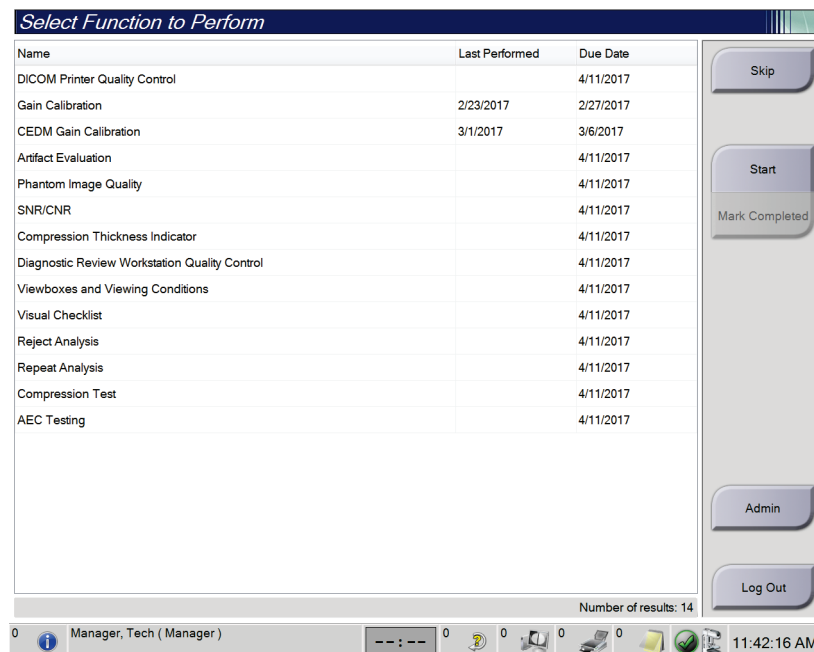 Select Function to Perform
Name Last Performed Due Date
DICOM Printer Quality Control 4/11/2017
Gain Calibration 2/23/2017 2/27/2017
CEDM Gain Calibration 3/1/2017 3/6/2017
Artifact Evaluation 4/11/2017
Phantom Image Quality 4/11/2017
SNR/CNR 4/11/2017
Compression Thickness Indicator 4/11/2017
Diagnostic Review Workstation Quality Control 4/11/2017
Viewboxes and Viewing Conditions 4/11/2017
Visual Checklist 4/11/2017
Reject Analysis 4/11/2017
Repeat Analysis 4/11/2017
Compression Test 4/11/2017
AEC Testing 4/11/2017
Number of results: 14
Skip
Start
Mark Completed
Admin
Log Out
0 Manager, Tech ( Manager ) --:-- 0 0 0 0 11:42:16 AM